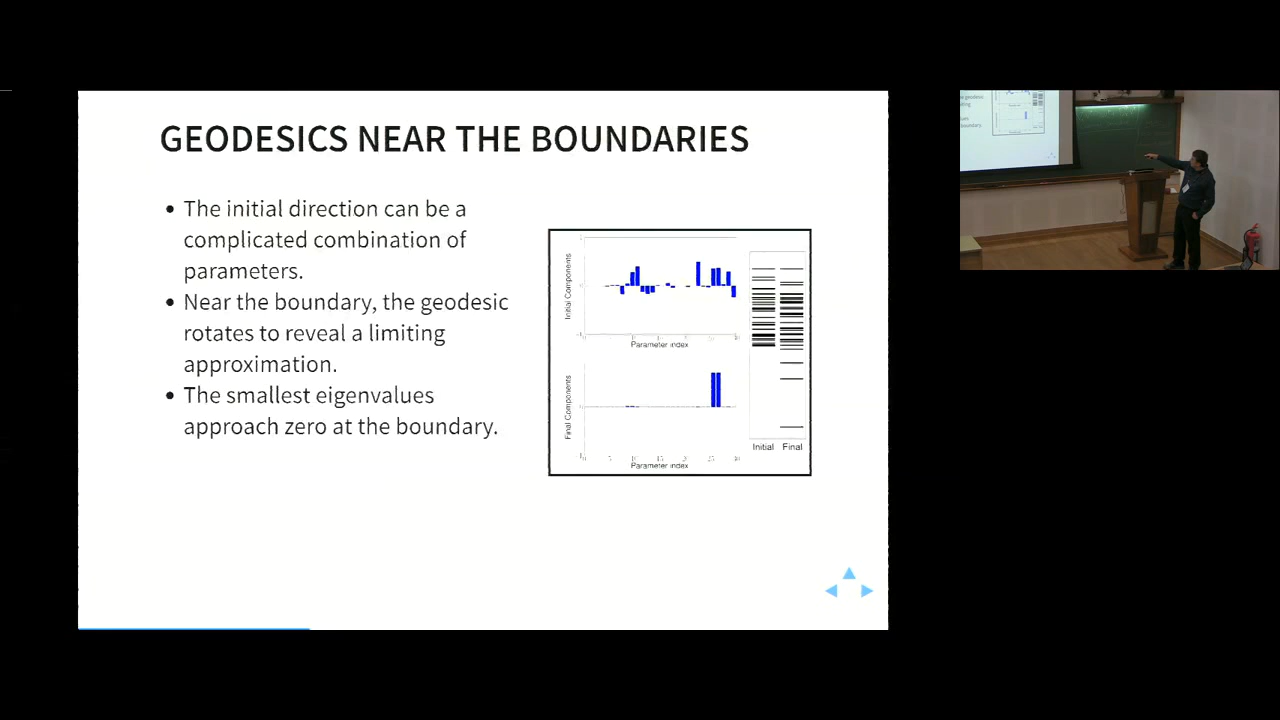 GEODESICS NEAR THE BOUNDARIES
The initial direction can be a
complicated combination of
parameters.
Near the boundary, the geodesic
rotates to reveal a limiting
approximation.
The smallest eigenvalues
approach zero at the boundary.
Initial Components
Parameter index
Final Components
Parameter index
Initial Final